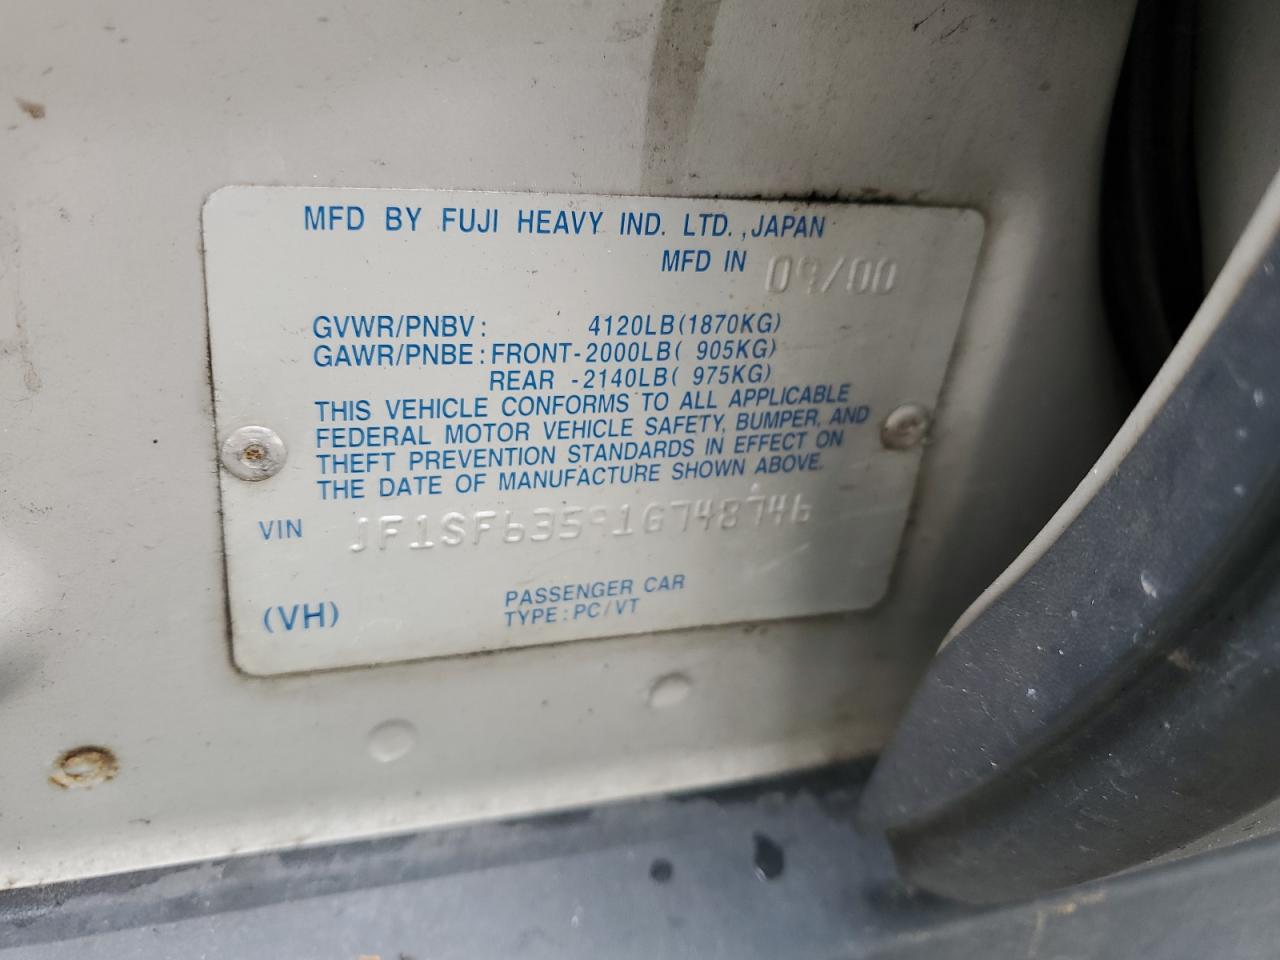 MFD BY FUJI HEAVY IND. LTD., JAPAN
MFD IN 09/00
GVWR/PNBV: 4120LB(1870KG)
GAWR/PNBE: FRONT-2000LB( 905KG)
REAR -2140LB( 975KG)
THIS VEHICLE CONFORMS TO ALL APPLICABLE
FEDERAL MOTOR VEHICLE SAFETY, BUMPER, AND
THEFT PREVENTION STANDARDS IN EFFECT ON
THE DATE OF MANUFACTURE SHOWN ABOVE.
VIN JF1SF63591G748746
(VH) PASSENGER CAR
TYPE: PC/VT